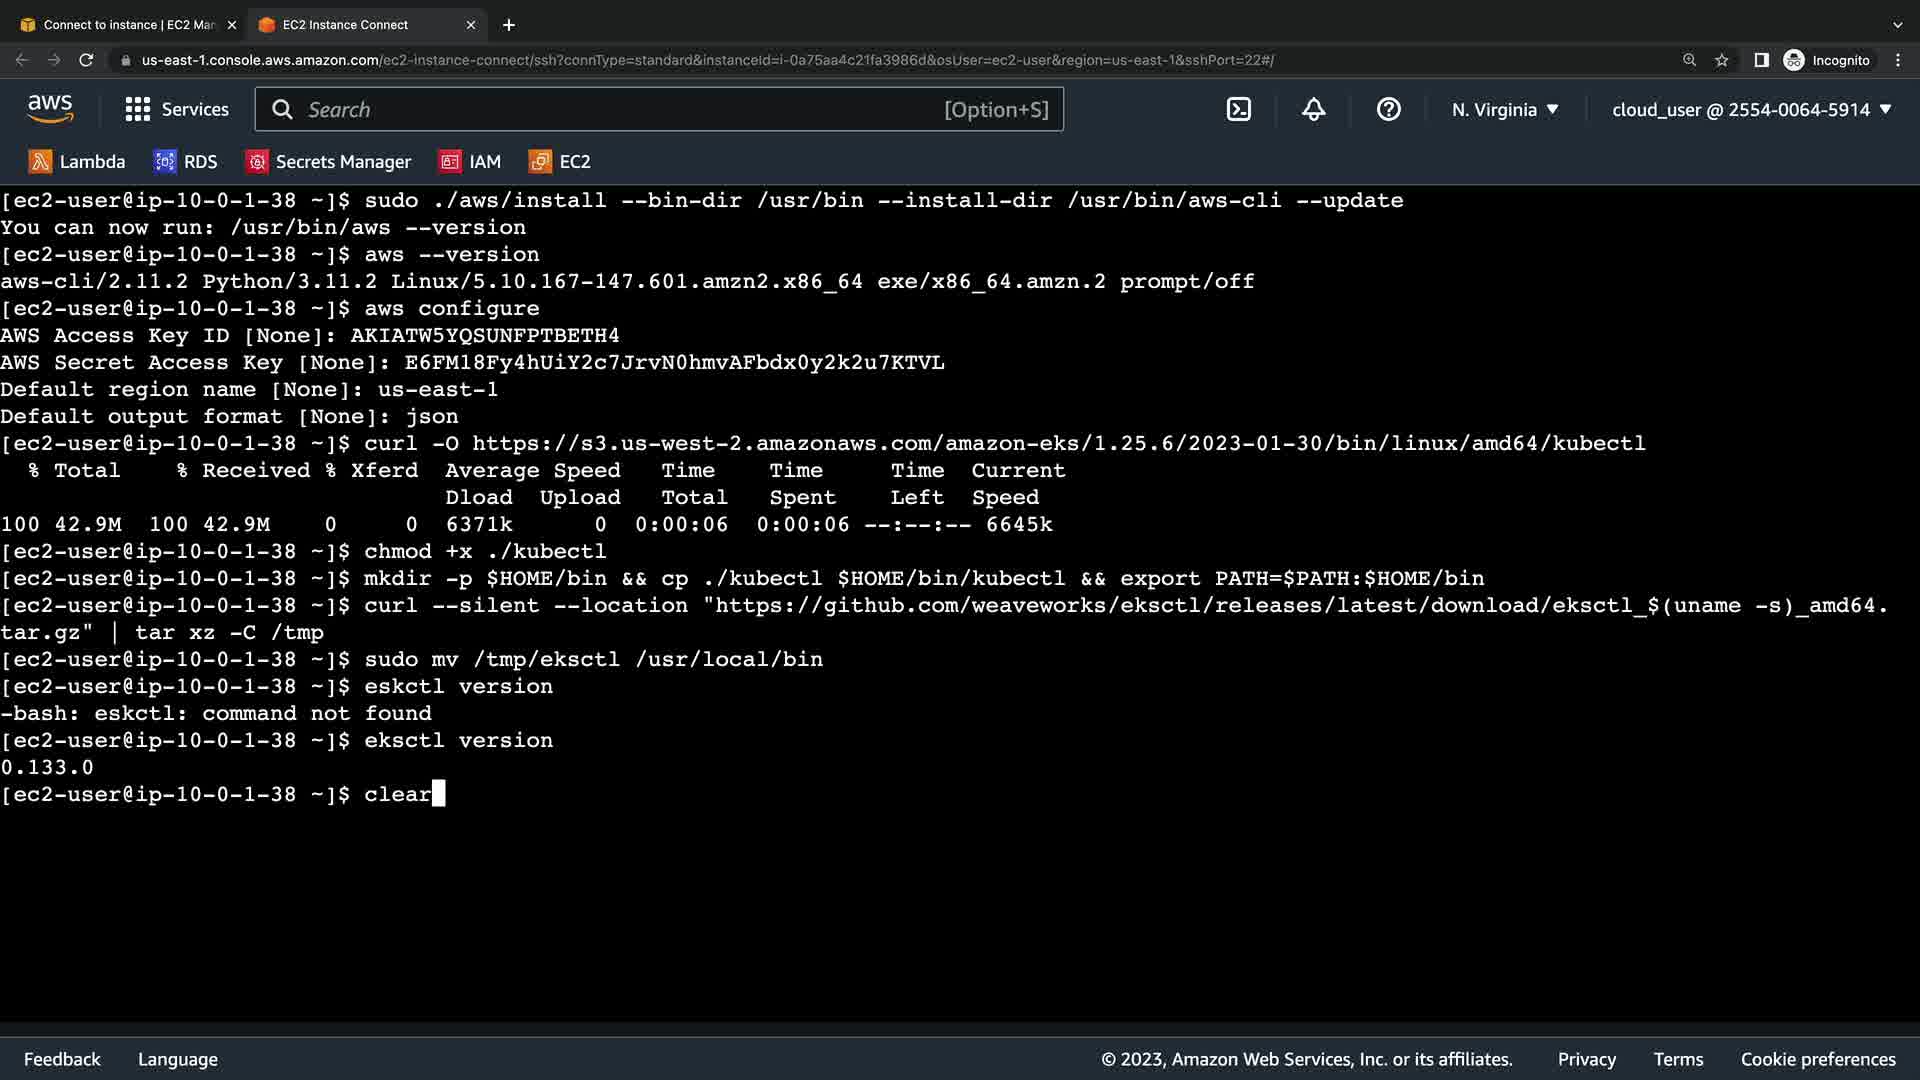 Connect to instance | EC2 Man
EC2 Instance Connect
us-east-1.console.aws.amazon.com/ec2-instance-connect/ssh?connType=standard&instanceId=i-0a75aa4c21fa3986d&osUser=ec2-user&region=us-east-1&sshPort=22#/
Incognito
aws
Services
Search
[Option+S]
N. Virginia
cloud_user @ 2554-0064-5914
Lambda
RDS
Secrets Manager
IAM
EC2
[ec2-user@ip-10-0-1-38 ~]$ sudo ./aws/install --bin-dir /usr/bin --install-dir /usr/bin/aws-cli --update
You can now run: /usr/bin/aws --version
[ec2-user@ip-10-0-1-38 ~]$ aws --version
aws-cli/2.11.2 Python/3.11.2 Linux/5.10.167-147.601.amzn2.x86_64 exe/x86_64.amzn.2 prompt/off
[ec2-user@ip-10-0-1-38 ~]$ aws configure
AWS Access Key ID [None]: AKIATW5YQSUNFPTBETH4
AWS Secret Access Key [None]: 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
Default region name [None]: us-east-1
Default output format [None]: json
[ec2-user@ip-10-0-1-38 ~]$ curl -O https://s3.us-west-2.amazonaws.com/amazon-eks/1.25.6/2023-01-30/bin/linux/amd64/kubectl
% Total % Received % Xferd Average Speed Time Time Time Current
Dload Upload Total Spent Left Speed
100 42.9M 100 42.9M 0 0 6371k 0 0:00:06 0:00:06 --:--:-- 6645k
[ec2-user@ip-10-0-1-38 ~]$ chmod +x ./kubectl
[ec2-user@ip-10-0-1-38 ~]$ mkdir -p $HOME/bin && cp ./kubectl $HOME/bin/kubectl && export PATH=$PATH:$HOME/bin
[ec2-user@ip-10-0-1-38 ~]$ curl --silent --location "https://github.com/weaveworks/eksctl/releases/latest/download/eksctl_$(uname -s)_amd64.
tar.gz" | tar xz -C /tmp
[ec2-user@ip-10-0-1-38 ~]$ sudo mv /tmp/eksctl /usr/local/bin
[ec2-user@ip-10-0-1-38 ~]$ eskctl version
-bash: eskctl: command not found
[ec2-user@ip-10-0-1-38 ~]$ eksctl version
0.133.0
[ec2-user@ip-10-0-1-38 ~]$ clear
Feedback
Language
© 2023, Amazon Web Services, Inc. or its affiliates.
Privacy
Terms
Cookie preferences